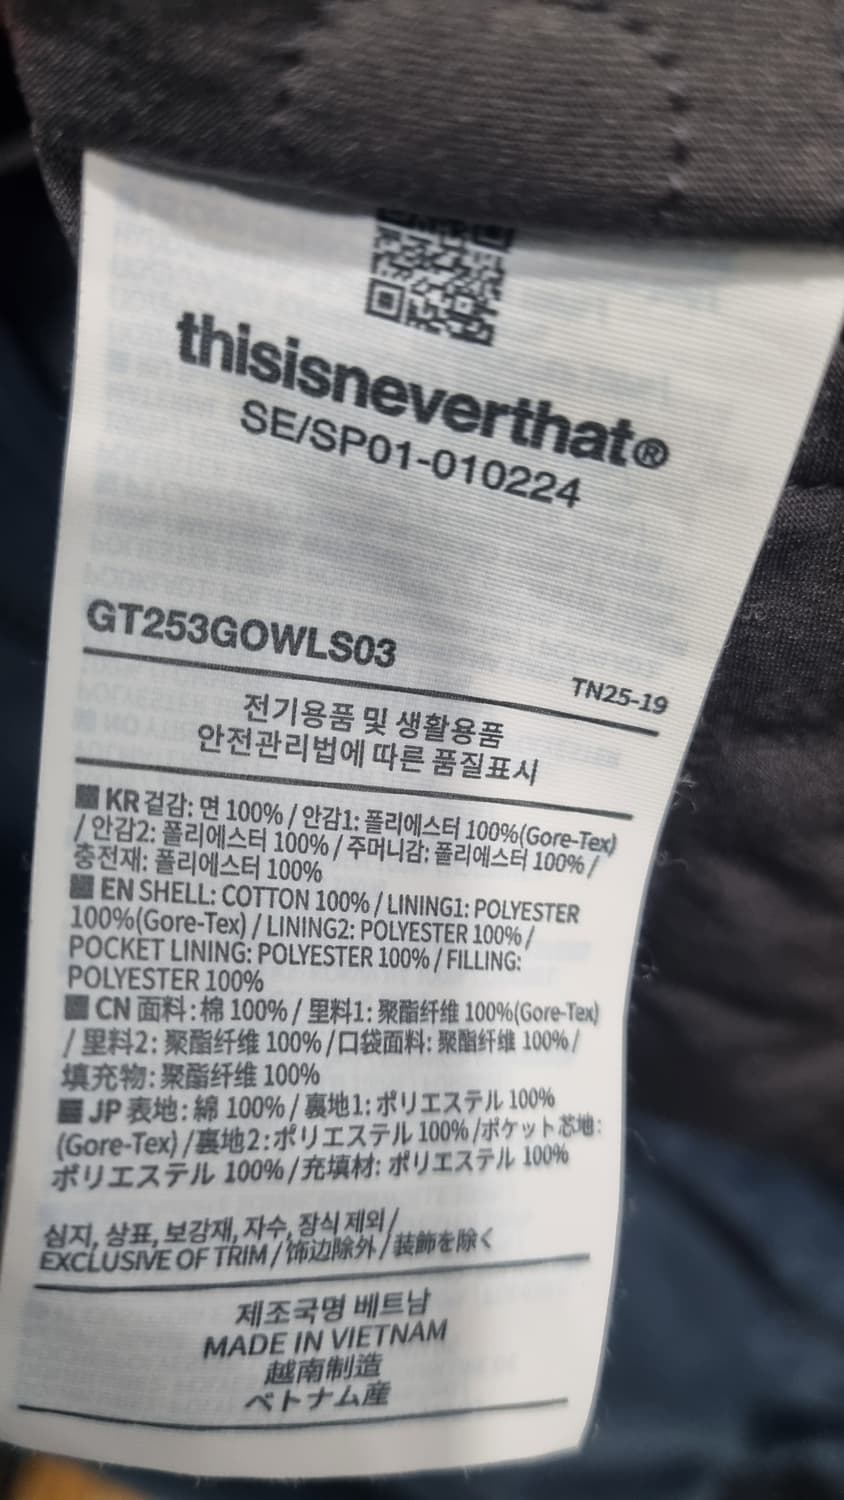 thisisneverthat®
SE/SP01-010224
GT253GOWLS03
TN25-19
전기용품 및 생활용품
안전관리법에 따른 품질표시
KR 겉감: 면 100% / 안감1: 폴리에스터 100%(Gore-Tex)
/ 안감2: 폴리에스터 100% / 주머니감: 폴리에스터 100% /
충전재: 폴리에스터 100%
EN SHELL: COTTON 100% / LINING1: POLYESTER
100%(Gore-Tex) / LINING2: POLYESTER 100% /
POCKET LINING: POLYESTER 100% / FILLING:
POLYESTER 100%
CN 面料: 棉 100% / 里料1: 聚酯纤维 100%(Gore-Tex)
/ 里料2: 聚酯纤维 100% / 口袋面料: 聚酯纤维 100% /
填充物: 聚酯纤维 100%
JP 表地: 綿 100% / 裏地1: ポリエステル 100%
(Gore-Tex) / 裏地2: ポリエステル 100% / ポケット芯地:
ポリエステル 100% / 充填材: ポリエステル 100%
심지, 상표, 보강재, 자수, 장식 제외 /
EXCLUSIVE OF TRIM / 饰边除外 / 装飾を除く
제조국명 베트남
MADE IN VIETNAM
越南制造
ベトナム産